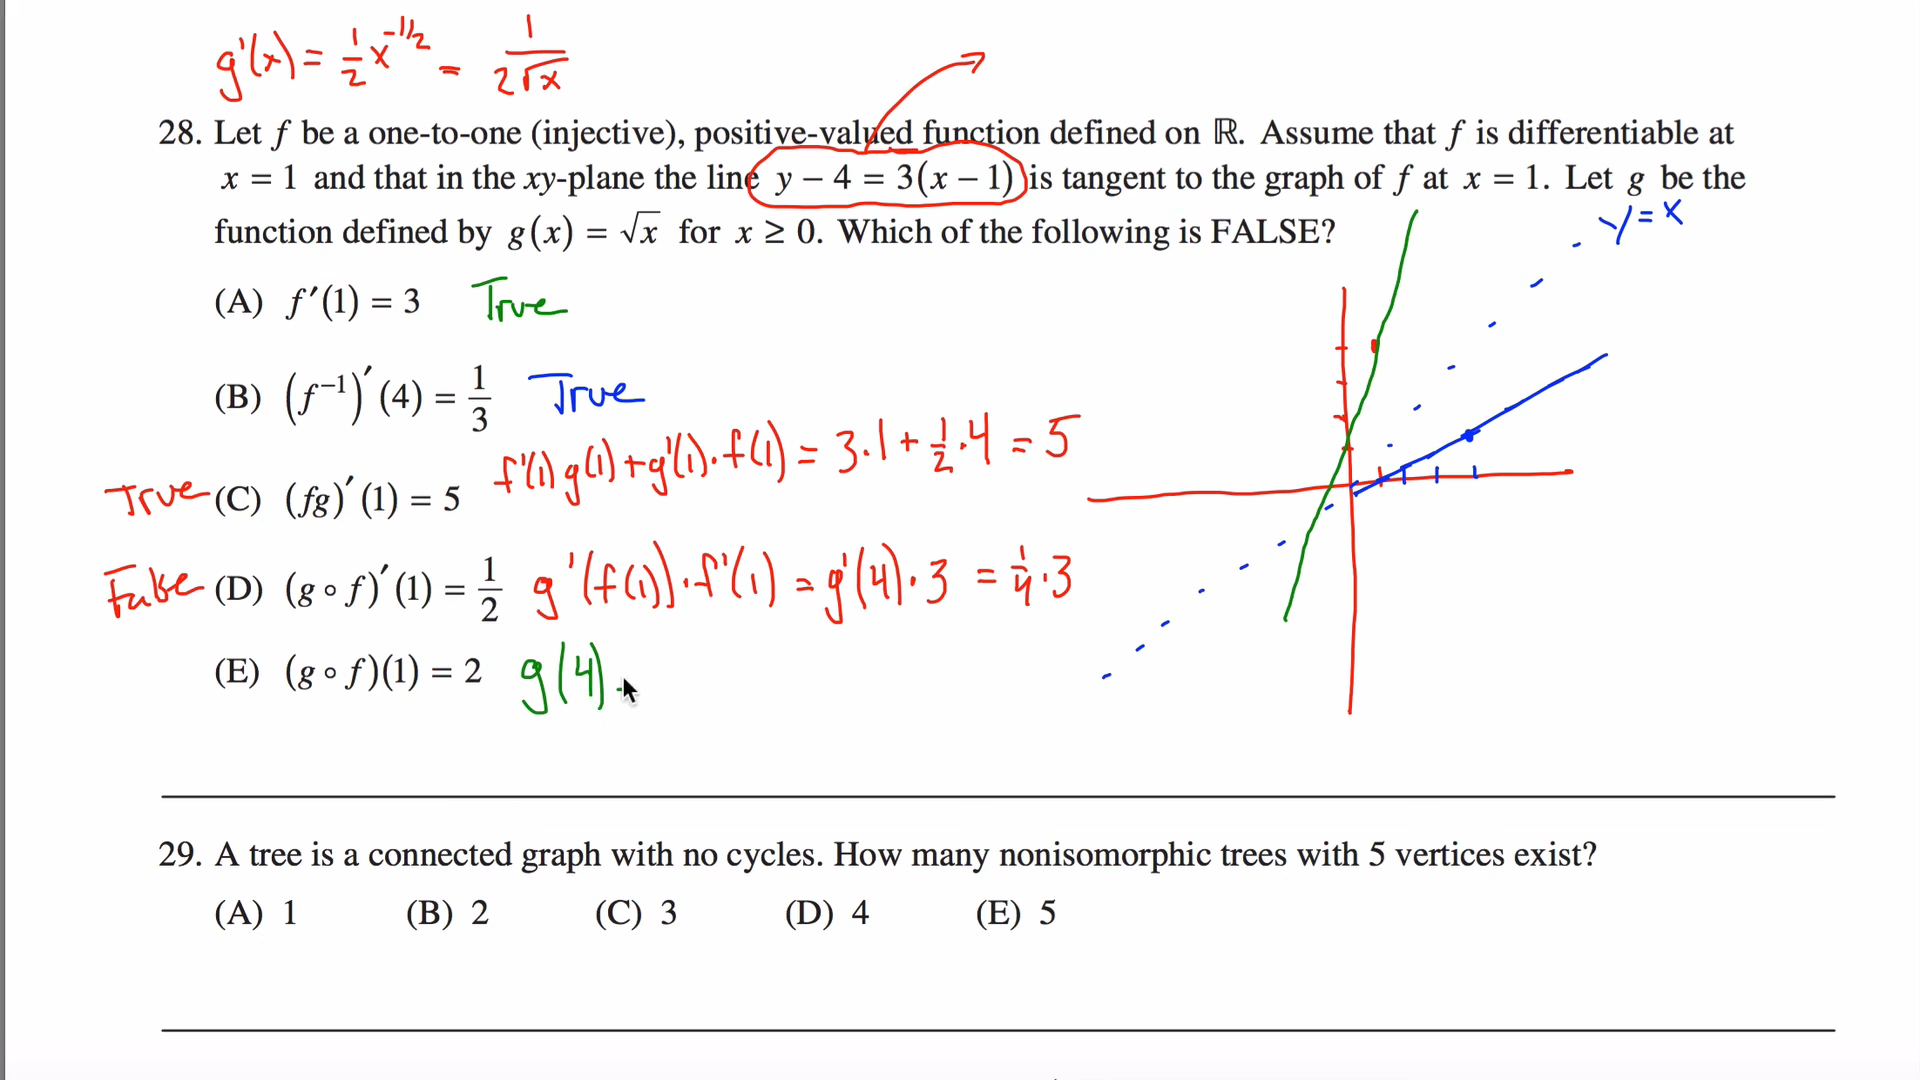 g'(x) = 1/2 x^(-1/2) = 1/(2√x)
28. Let f be a one-to-one (injective), positive-valued function defined on ℝ. Assume that f is differentiable at
x = 1 and that in the xy-plane the line y − 4 = 3(x − 1) is tangent to the graph of f at x = 1. Let g be the
function defined by g(x) = √x for x ≥ 0. Which of the following is FALSE?
y = x
(A) f′(1) = 3 True
(B) (f⁻¹)′(4) = 1/3 True
True (C) (fg)′(1) = 5 f'(1) g(1) + g'(1) · f(1) = 3·1 + 1/2·4 = 5
False (D) (g ∘ f)′(1) = 1/2 g'(f(1)) · f'(1) = g'(4) · 3 = 1/4 · 3
(E) (g ∘ f)(1) = 2 g(4)
29. A tree is a connected graph with no cycles. How many nonisomorphic trees with 5 vertices exist?
(A) 1 (B) 2 (C) 3 (D) 4 (E) 5